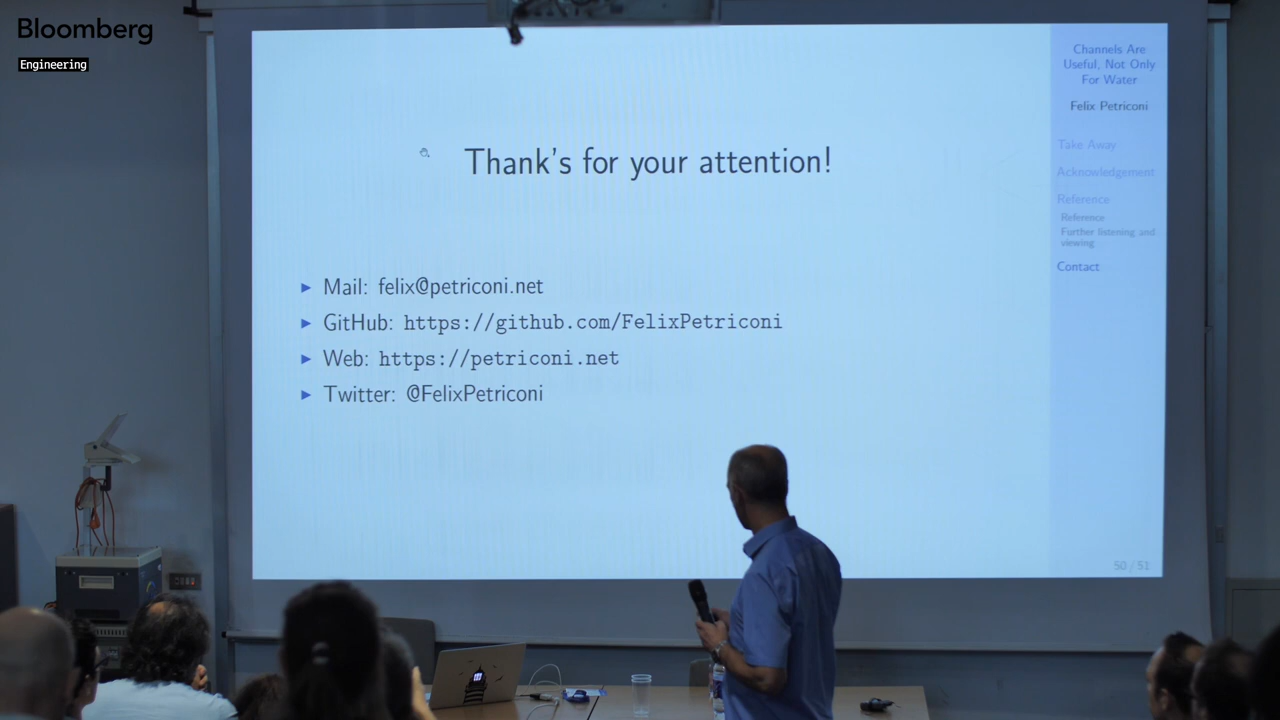 Bloomberg
Engineering
Thank's for your attention!
▶ Mail: felix@petriconi.net
▶ GitHub: https://github.com/FelixPetriconi
▶ Web: https://petriconi.net
▶ Twitter: @FelixPetriconi
Channels Are
Useful, Not Only
For Water
Felix Petriconi
Take Away
Acknowledgement
Reference
Reference
Further listening and
viewing
Contact
50 / 51